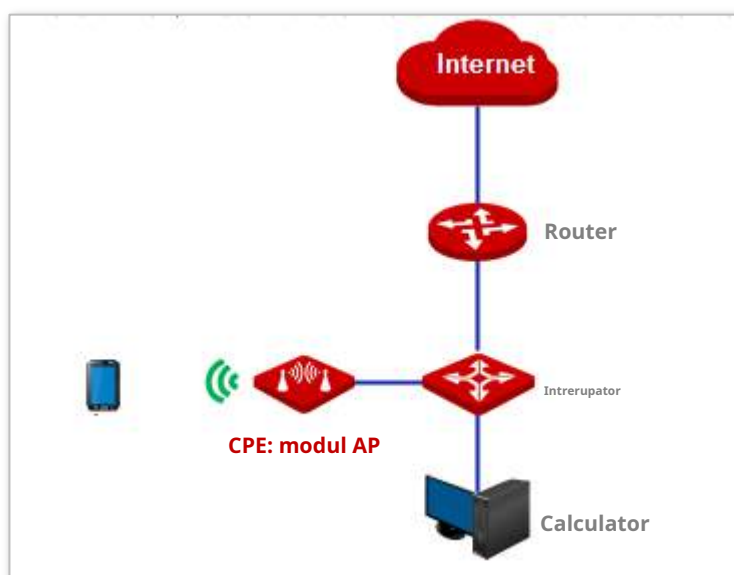 Internet
Router
Intrerupator
CPE: modul AP
Calculator